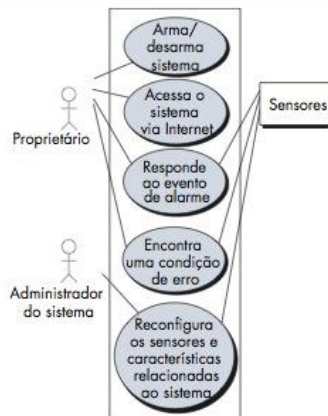 Arma/
desarma
sistema
Acessa o
sistema
via Internet
Sensores
Proprietário
Responde
ao evento
de alarme
Encontra
uma condição
de erro
Administrador
do sistema
Reconfigura
os sensores e
características
relacionadas
ao sistema